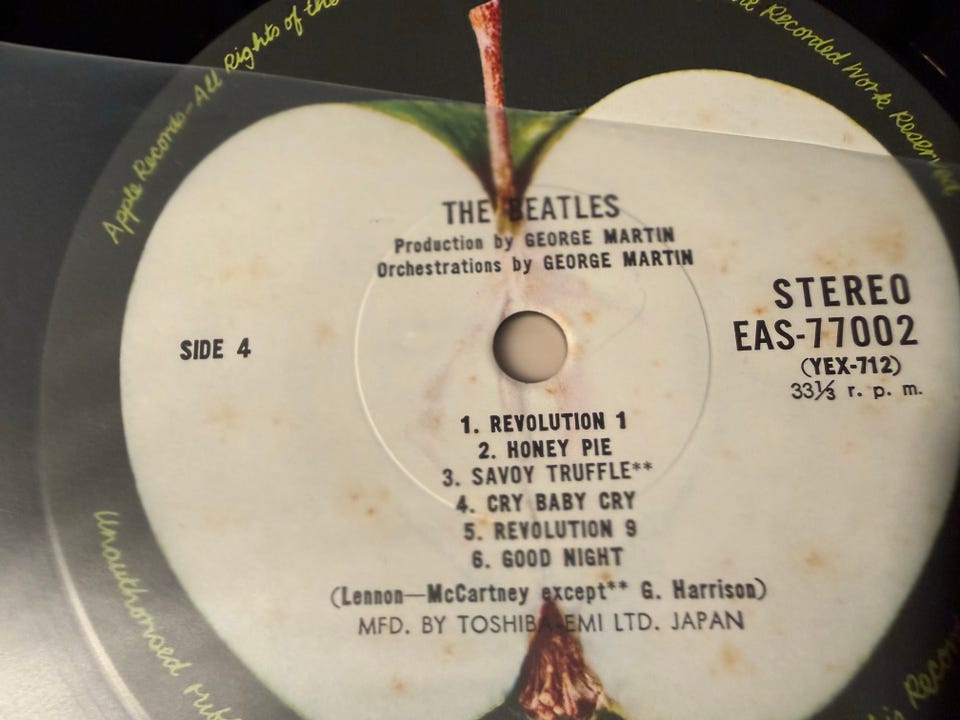 Apple Records-All Rights of the
Recorded Work Reserved
THE BEATLES
Production by GEORGE MARTIN
Orchestrations by GEORGE MARTIN
STEREO
EAS-77002
(YEX-712)
33⅓ r. p. m.
SIDE 4
1. REVOLUTION 1
2. HONEY PIE
3. SAVOY TRUFFLE**
4. CRY BABY CRY
5. REVOLUTION 9
6. GOOD NIGHT
(Lennon—McCartney except** G. Harrison)
MFD. BY TOSHIBA-EMI LTD. JAPAN
Unauthorised